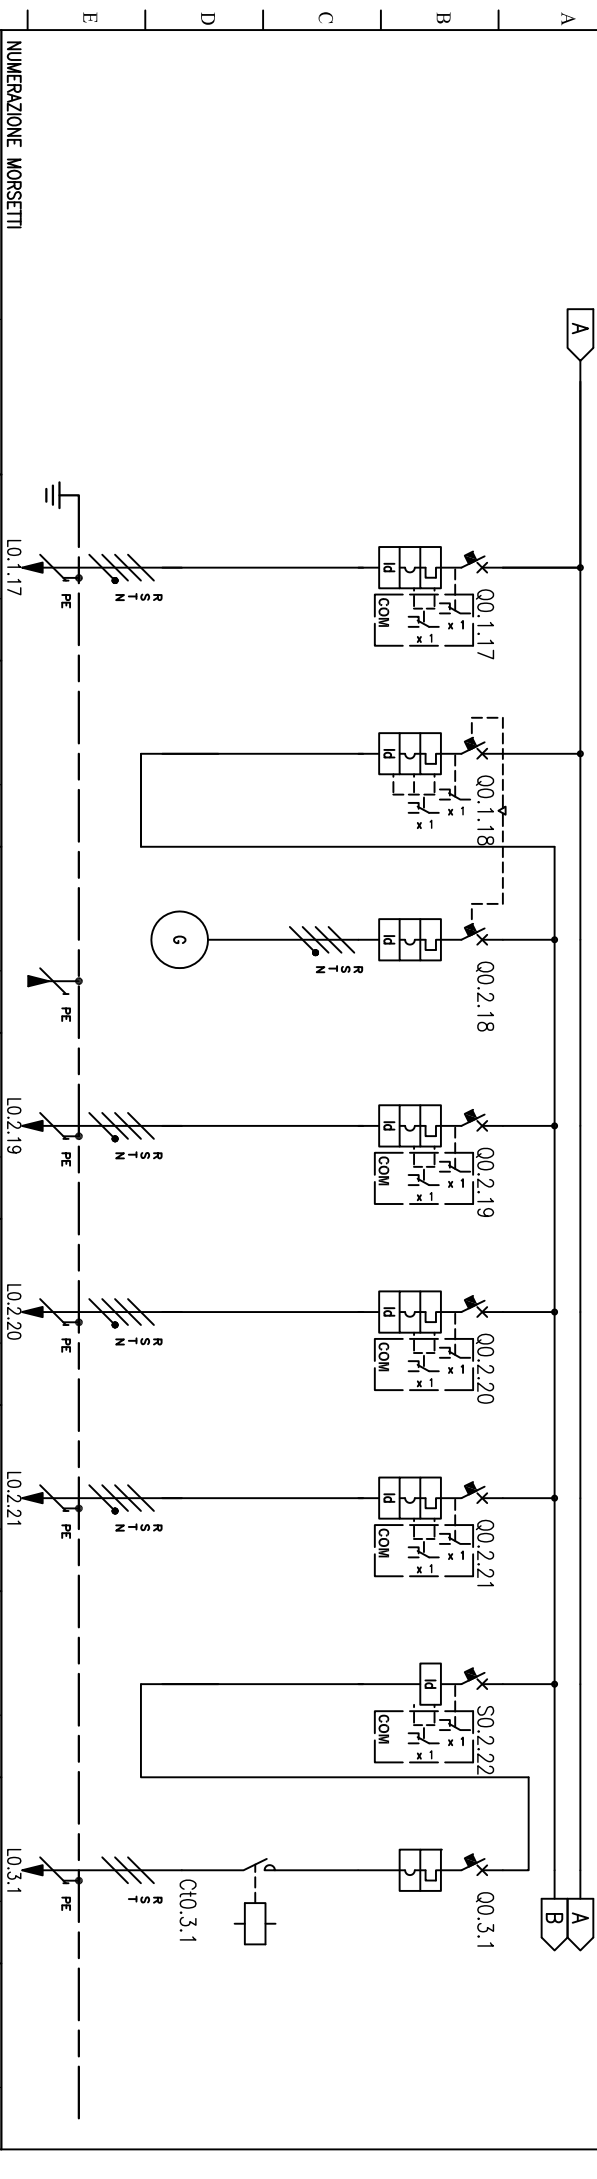 A
B
C
D
E
A
Q0.1.17
x 1
x 1
COM
Id
R S T N
PE
L0.1.17
Q0.1.18
x 1
x 1
Id
Q0.2.18
Id
R S T N
G
PE
Q0.2.19
x 1
x 1
COM
Id
R S T N
PE
L0.2.19
Q0.2.20
x 1
x 1
COM
Id
R S T N
PE
L0.2.20
Q0.2.21
x 1
x 1
COM
Id
R S T N
PE
L0.2.21
S0.2.22
x 1
x 1
COM
Id
Q0.3.1
Ct0.3.1
R S T
PE
L0.3.1
A
B
NUMERAZIONE MORSETTI